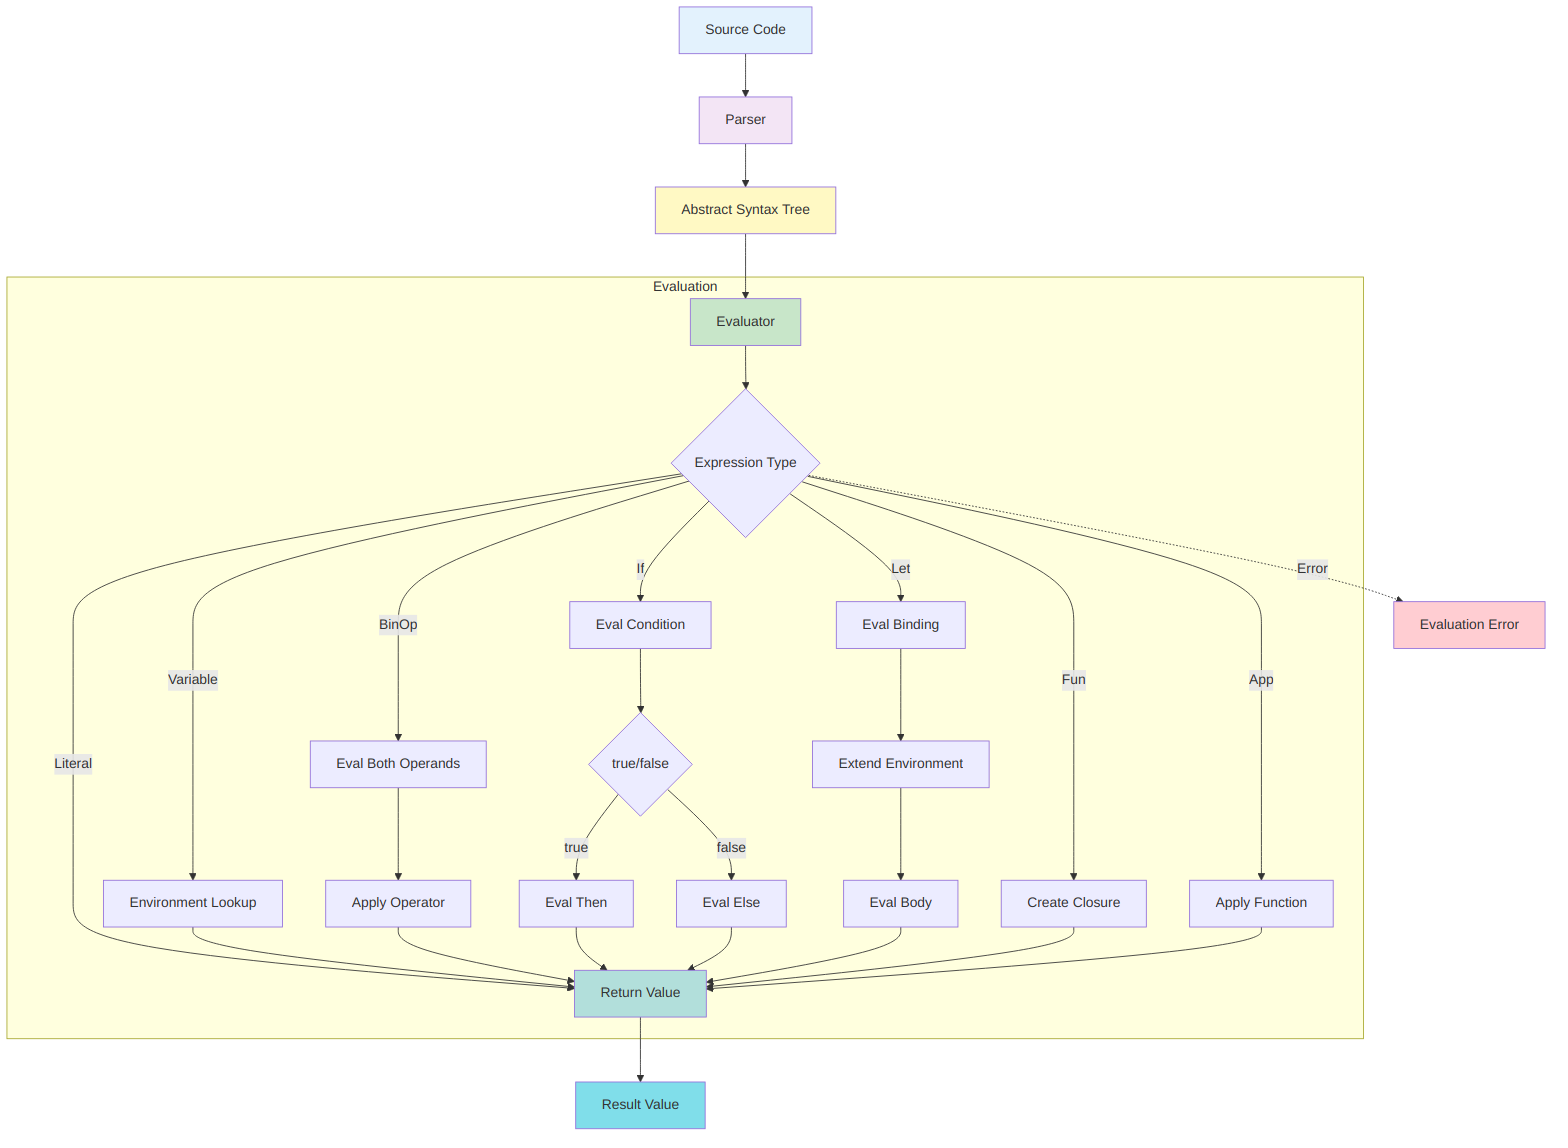 Source Code
Parser
Abstract Syntax Tree
Evaluation
Evaluator
Expression Type
If
Let
Error
BinOp
Eval Condition
Eval Binding
Evaluation Error
Variable
Fun
App
Literal
Eval Both Operands
true/false
Extend Environment
true
false
Environment Lookup
Apply Operator
Eval Then
Eval Else
Eval Body
Create Closure
Apply Function
Return Value
Result Value